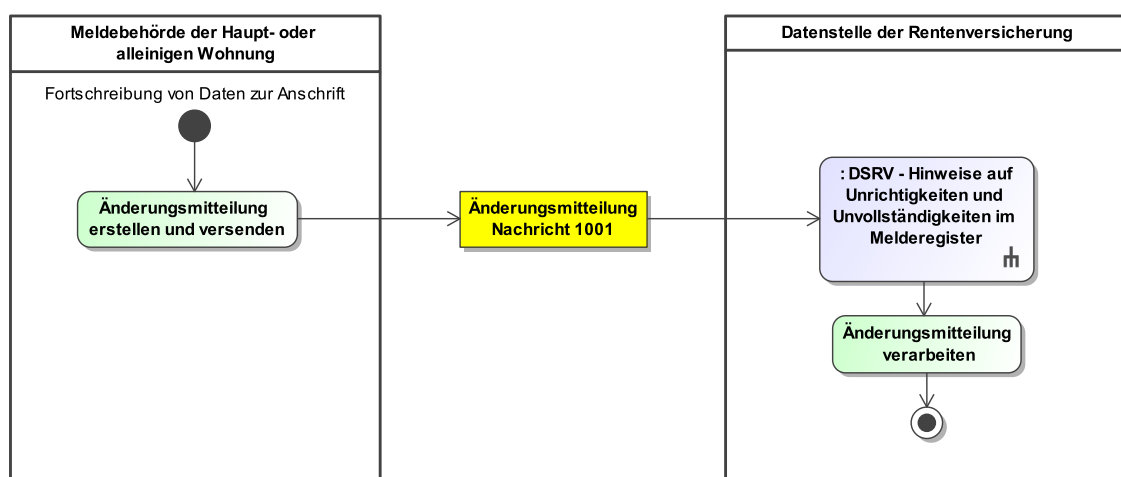 Meldebehörde der Haupt- oder
alleinigen Wohnung
Fortschreibung von Daten zur Anschrift
Änderungsmitteilung
erstellen und versenden
Änderungsmitteilung
Nachricht 1001
Datenstelle der Rentenversicherung
: DSRV - Hinweise auf
Unrichtigkeiten und
Unvollständigkeiten im
Melderegister
Änderungsmitteilung
verarbeiten